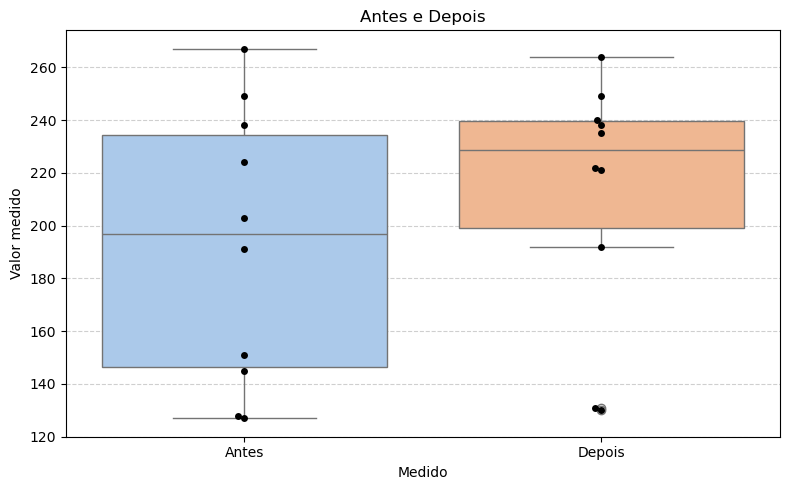 Antes e Depois
Valor medido
260
240
220
200
180
160
140
120
Antes
Depois
Medido